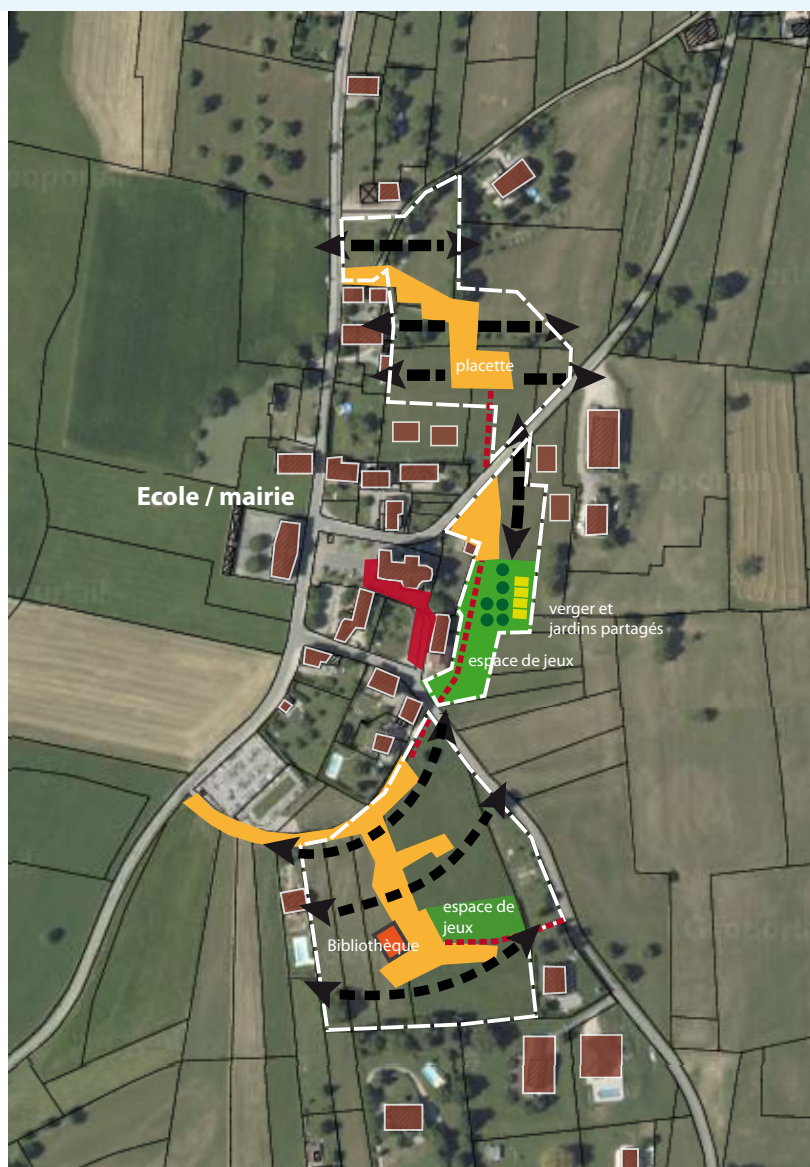 placette
Ecole / mairie
verger et
jardins partagés
espace de jeux
espace de
jeux
Bibliothèque